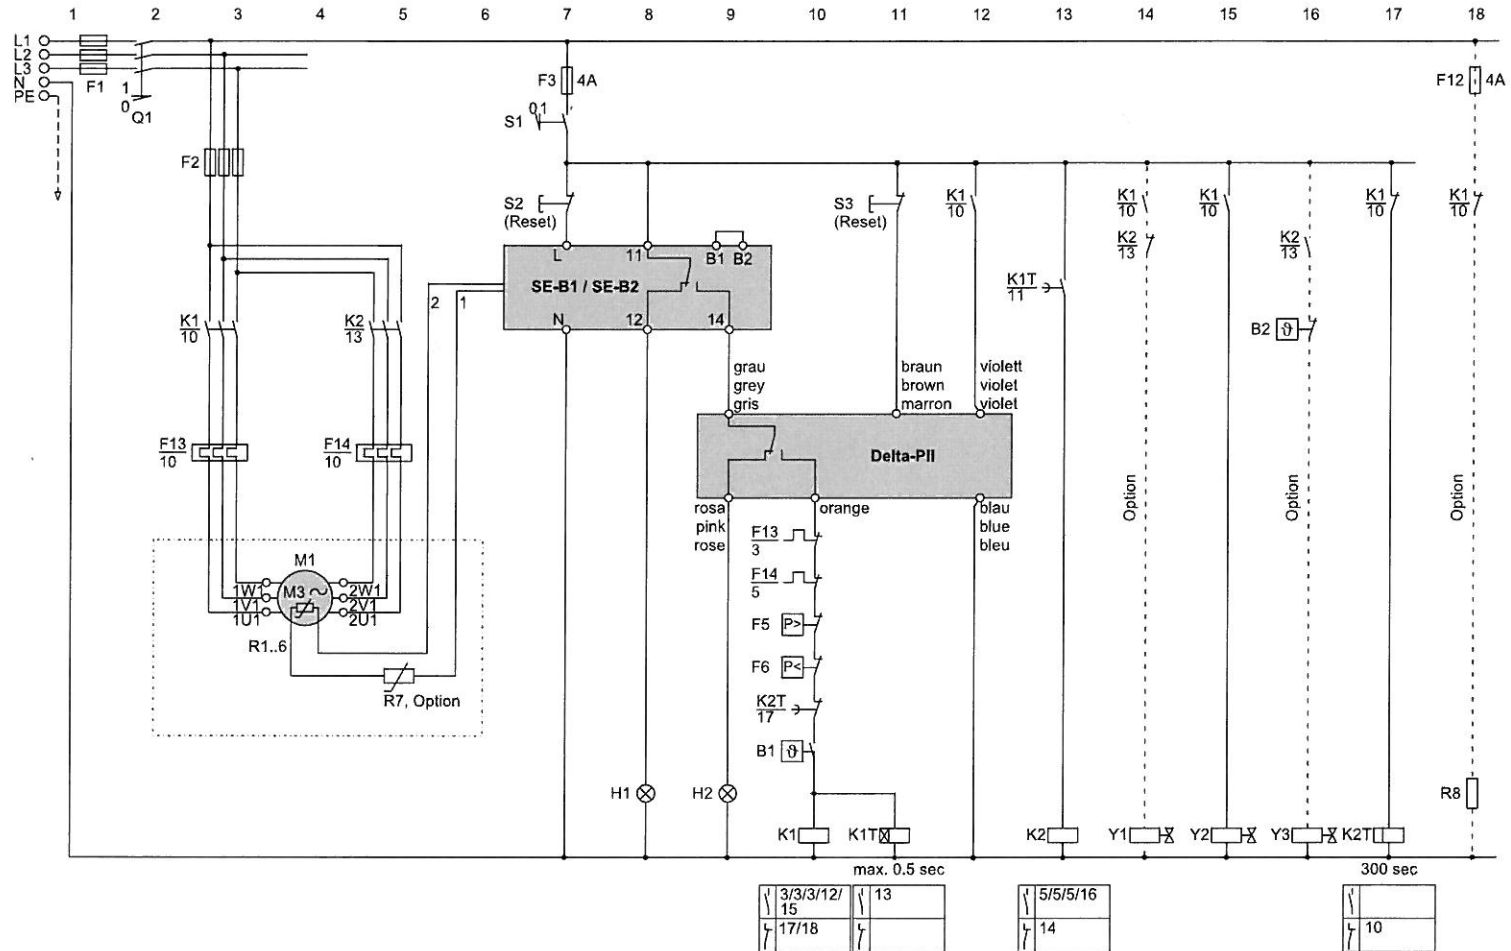 1 2 3 4 5 6 7 8 9 10 11 12 13 14 15 16 17 18
L1
L2
L3
N
PE
F1
1
0
Q1
F3 4A
F12 4A
0 1
S1
F2
S2
(Reset)
S3
(Reset)
K1
10
K1
10
K2
13
K1
10
K2
13
K1
10
K1
10
L 11 B1 B2
SE-B1 / SE-B2
N 12 14
2 1
K1T
11
K1
10
K2
13
B2 ϑ
grau
grey
gris
braun
brown
marron
violett
violet
violet
F13
10
F14
10
Delta-PII
Option
Option
Option
rosa
pink
rose
orange
blau
blue
bleu
F13
3
F14
5
M1
M3 ~
1W1
1V1
1U1
2W1
2V1
2U1
R1..6
R7, Option
F5 P>
F6 P<
K2T
17
B1 ϑ
H1
H2
R8
K1
K1T
K2
Y1
Y2
Y3
K2T
max. 0.5 sec
300 sec
3/3/3/12/
15
17/18
13
5/5/5/16
14
10